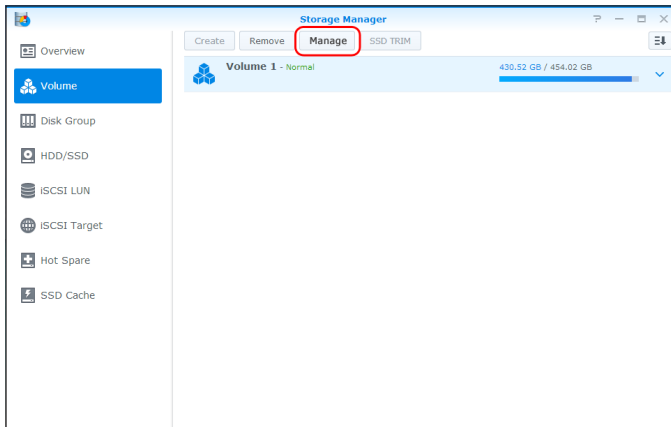 Storage Manager
Create Remove Manage SSD TRIM
Overview
Volume
Disk Group
HDD/SSD
iSCSI LUN
iSCSI Target
Hot Spare
SSD Cache
Volume 1 - Normal
430.52 GB / 454.02 GB